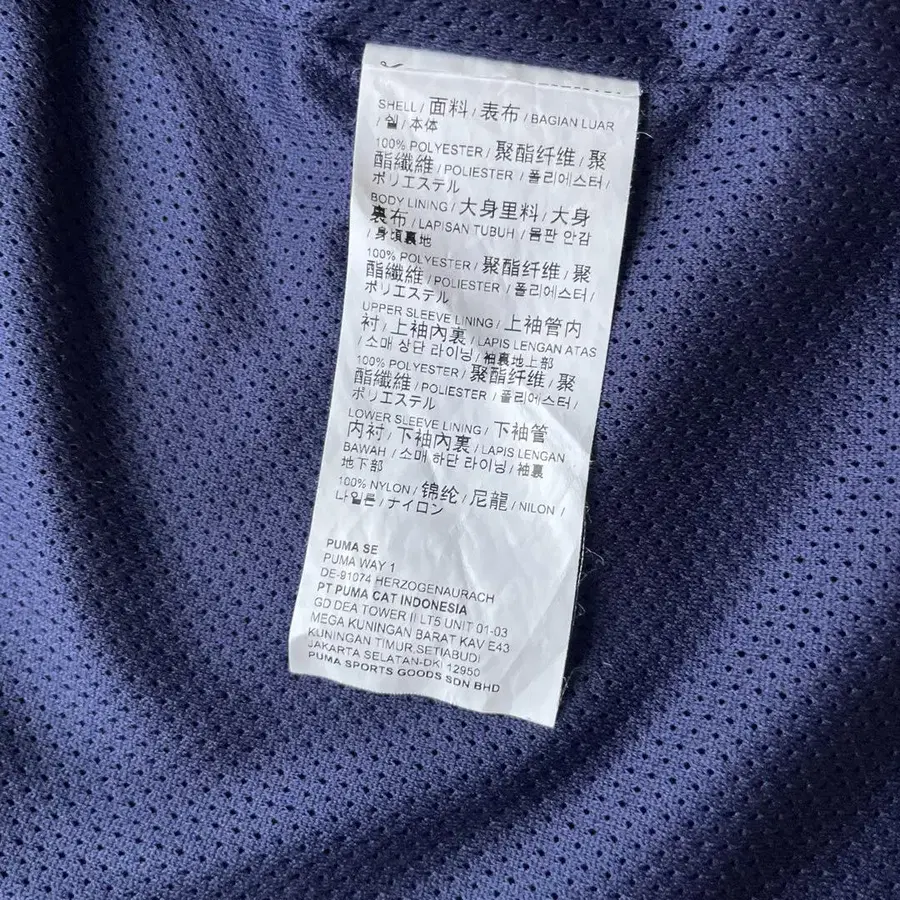 SHELL / 面料 / 表布 / BAGIAN LUAR
/ 쉘 / 本体
100% POLYESTER / 聚酯纤维 / 聚
酯纖維 / POLIESTER / 폴리에스터 /
ポリエステル
BODY LINING / 大身里料 / 大身
裏布 / LAPISAN TUBUH / 몸판 안감
/ 身頃裏地
100% POLYESTER / 聚酯纤维 / 聚
酯纖維 / POLIESTER / 폴리에스터 /
ポリエステル
UPPER SLEEVE LINING / 上袖管内
衬 / 上袖內裏 / LAPIS LENGAN ATAS
/ 소매 상단 라이닝 / 袖裏地上部
100% POLYESTER / 聚酯纤维 / 聚
酯纖維 / POLIESTER / 폴리에스터 /
ポリエステル
LOWER SLEEVE LINING / 下袖管
内衬 / 下袖內裏 / LAPIS LENGAN
BAWAH / 소매 하단 라이닝 / 袖裏
地下部
100% NYLON / 锦纶 / 尼龍 / NILON /
나일론 / ナイロン
PUMA SE
PUMA WAY 1
DE-91074 HERZOGENAURACH
PT PUMA CAT INDONESIA
GD DEA TOWER II LT5 UNIT 01-03
MEGA KUNINGAN BARAT KAV E43
KUNINGAN TIMUR,SETIABUDI
JAKARTA SELATAN-DKI 12950
PUMA SPORTS GOODS SDN BHD